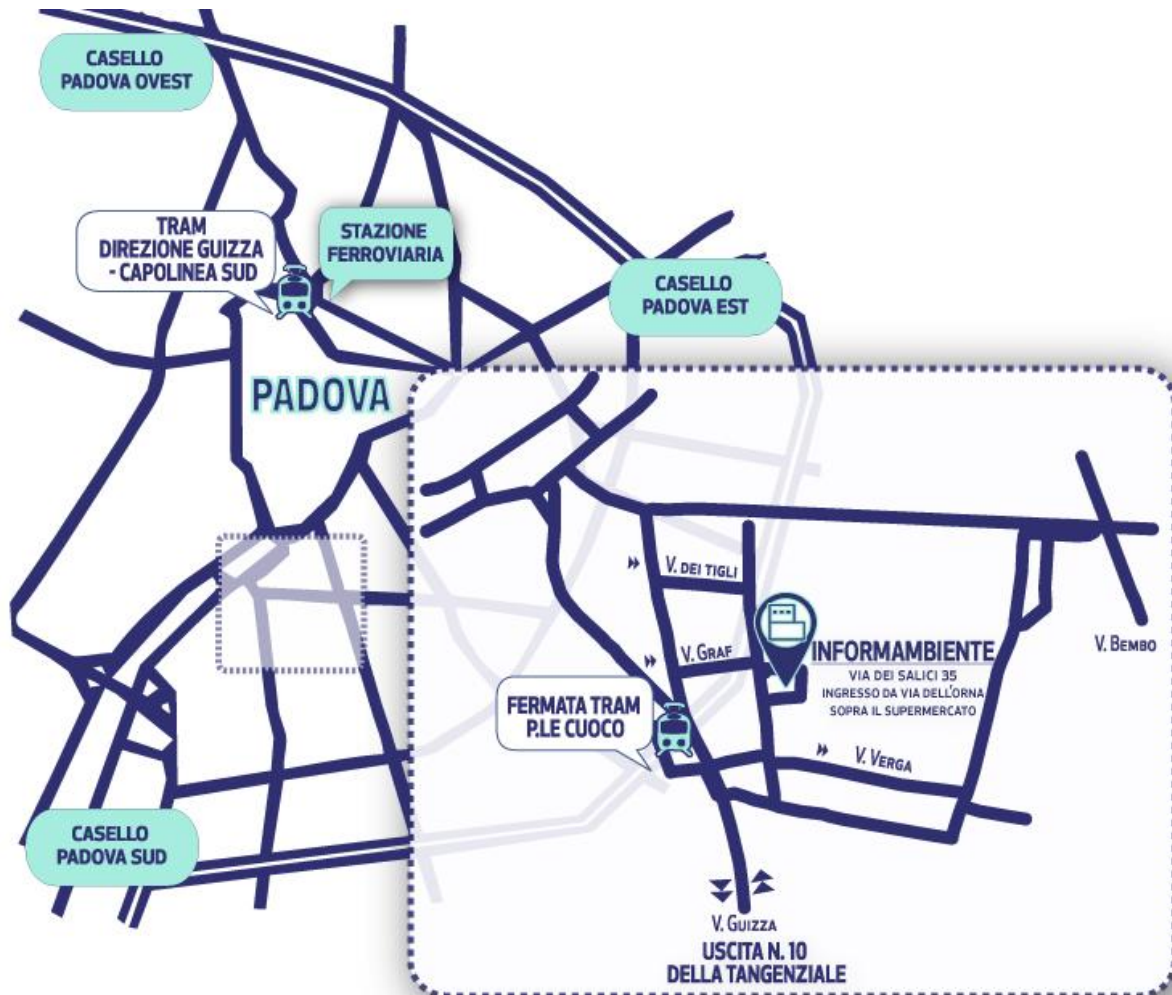 CASELLO
PADOVA OVEST
TRAM
DIREZIONE GUIZZA
- CAPOLINEA SUD
STAZIONE
FERROVIARIA
CASELLO
PADOVA EST
PADOVA
V. DEI TIGLI
V. GRAF
INFORMAMBIENTE
VIA DEI SALICI 35
INGRESSO DA VIA DELL'ORNA
SOPRA IL SUPERMERCATO
V. BEMBO
FERMATA TRAM
P.LE CUOCO
V. VERGA
CASELLO
PADOVA SUD
V. GUIZZA
USCITA N. 10
DELLA TANGENZIALE